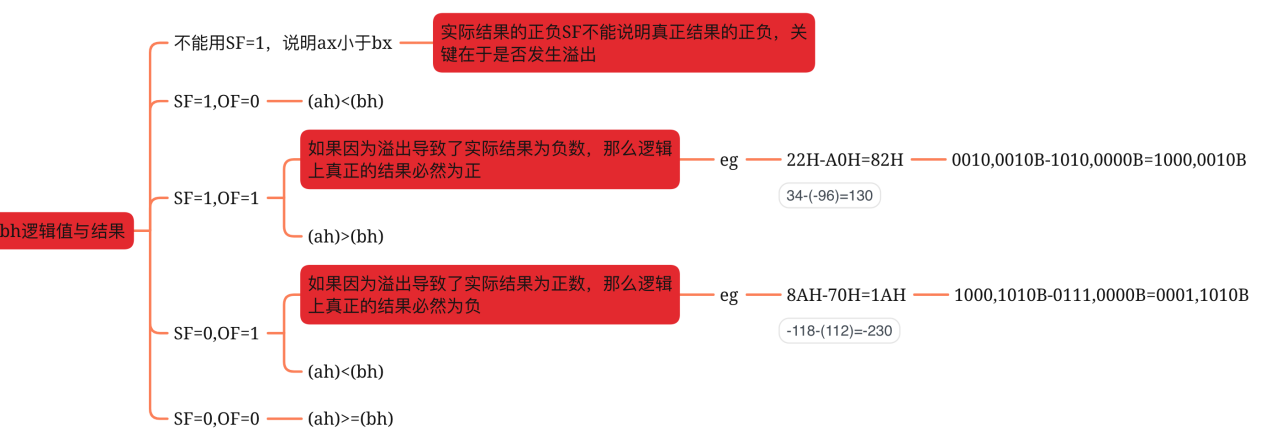 bh逻辑值与结果
不能用SF=1，说明ax小于bx
实际结果的正负SF不能说明真正结果的正负，关
键在于是否发生溢出
SF=1,OF=0
(ah)<(bh)
SF=1,OF=1
如果因为溢出导致了实际结果为负数，那么逻辑
上真正的结果必然为正
eg
22H-A0H=82H
0010,0010B-1010,0000B=1000,0010B
34-(-96)=130
(ah)>(bh)
SF=0,OF=1
如果因为溢出导致了实际结果为正数，那么逻辑
上真正的结果必然为负
eg
8AH-70H=1AH
1000,1010B-0111,0000B=0001,1010B
-118-(112)=-230
(ah)<(bh)
SF=0,OF=0
(ah)>=(bh)